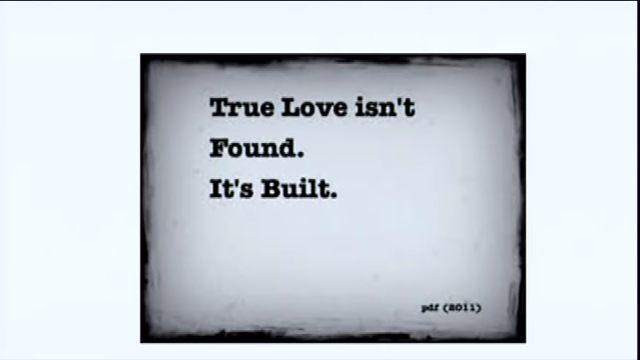 True Love isn't
Found.
It's Built.
pdf (2011)